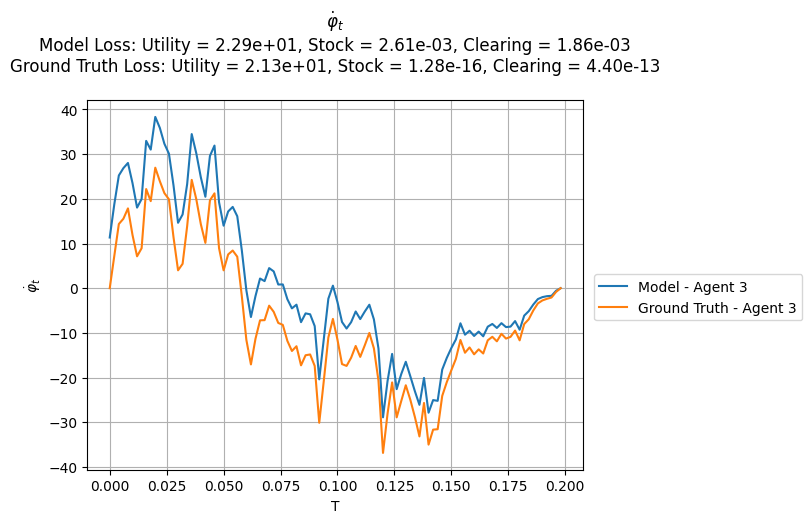 φ̇ₜ
Model Loss: Utility = 2.29e+01, Stock = 2.61e-03, Clearing = 1.86e-03
Ground Truth Loss: Utility = 2.13e+01, Stock = 1.28e-16, Clearing = 4.40e-13
40
30
20
10
0
−10
−20
−30
−40
φ̇ₜ
0.000 0.025 0.050 0.075 0.100 0.125 0.150 0.175 0.200
T
Model - Agent 3
Ground Truth - Agent 3